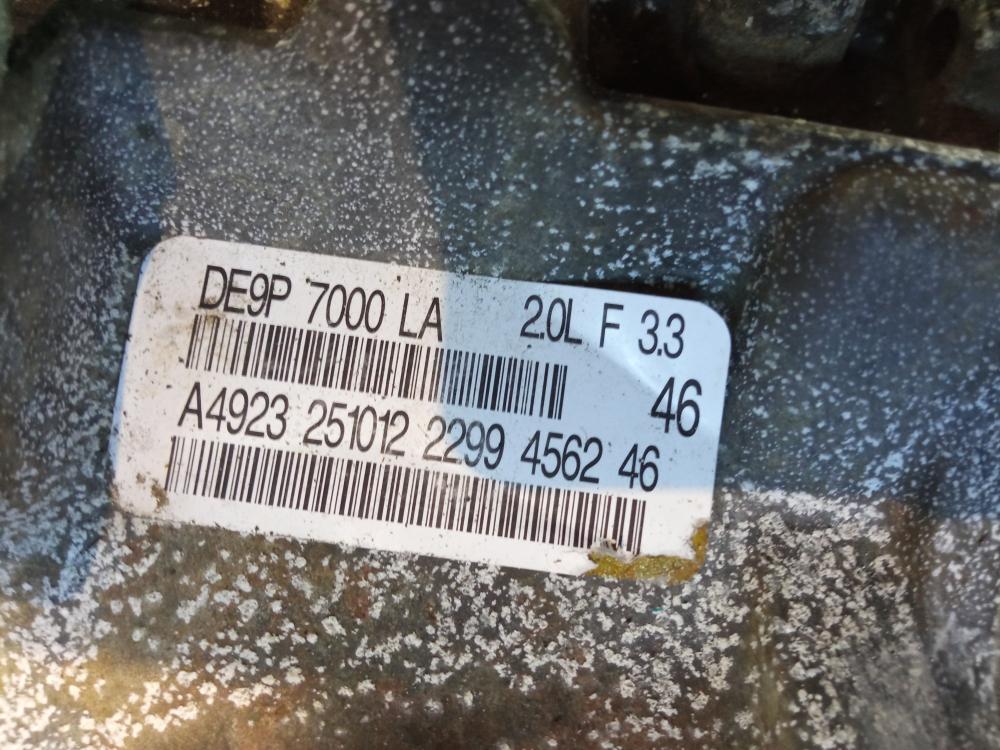 DE9P 7000 LA 2.0L F 3.3
46
A4923 251012 2299 4562 46